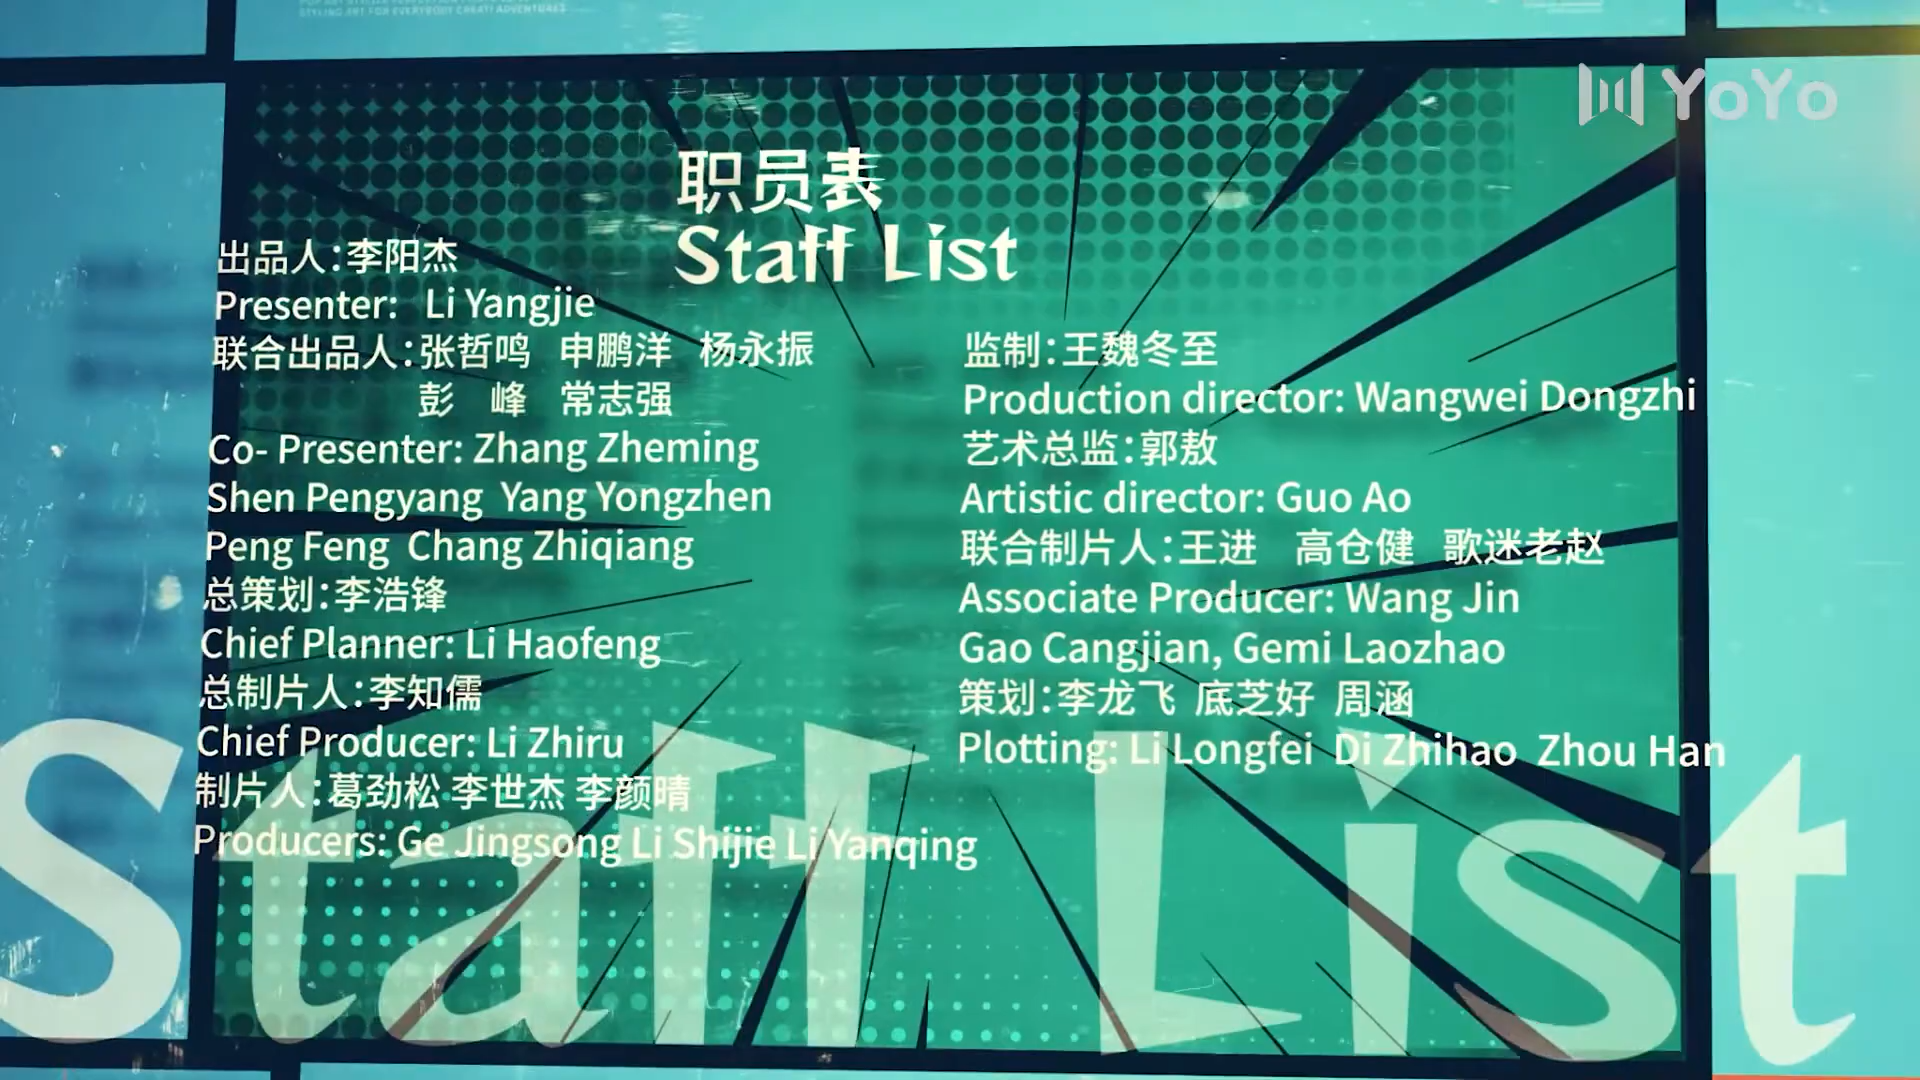 STYLING ART FOR EVERYBODY CREATI ADVENTURES
YoYo
职员表
Staff List
出品人：李阳杰
Presenter: Li Yangjie
联合出品人：张哲鸣 申鹏洋 杨永振
彭 峰 常志强
Co- Presenter: Zhang Zheming
Shen Pengyang Yang Yongzhen
Peng Feng Chang Zhiqiang
总策划：李浩锋
Chief Planner: Li Haofeng
总制片人：李知儒
Chief Producer: Li Zhiru
制片人：葛劲松 李世杰 李颜晴
Producers: Ge Jingsong Li Shijie Li Yanqing
监制：王魏冬至
Production director: Wangwei Dongzhi
艺术总监：郭敖
Artistic director: Guo Ao
联合制片人：王进 高仓健 歌迷老赵
Associate Producer: Wang Jin
Gao Cangjian, Gemi Laozhao
策划：李龙飞 底芝好 周涵
Plotting: Li Longfei Di Zhihao Zhou Han
Staff List